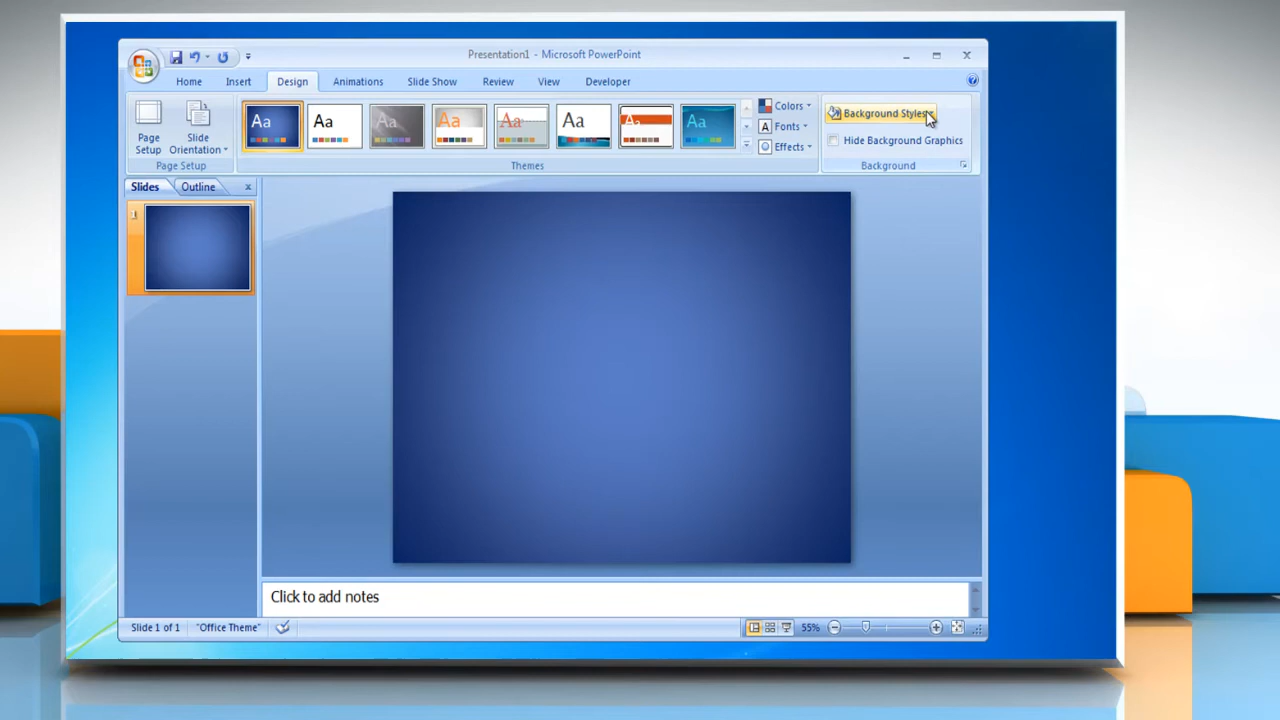 Presentation1 - Microsoft PowerPoint
Home Insert Design Animations Slide Show Review View Developer
Page Setup
Slide Orientation
Page Setup
Aa Aa Aa Aa Aa Aa Aa Aa
Themes
Colors
Fonts
Effects
Background Styles
Hide Background Graphics
Background
Slides Outline
1
Click to add notes
Slide 1 of 1 "Office Theme" 55%